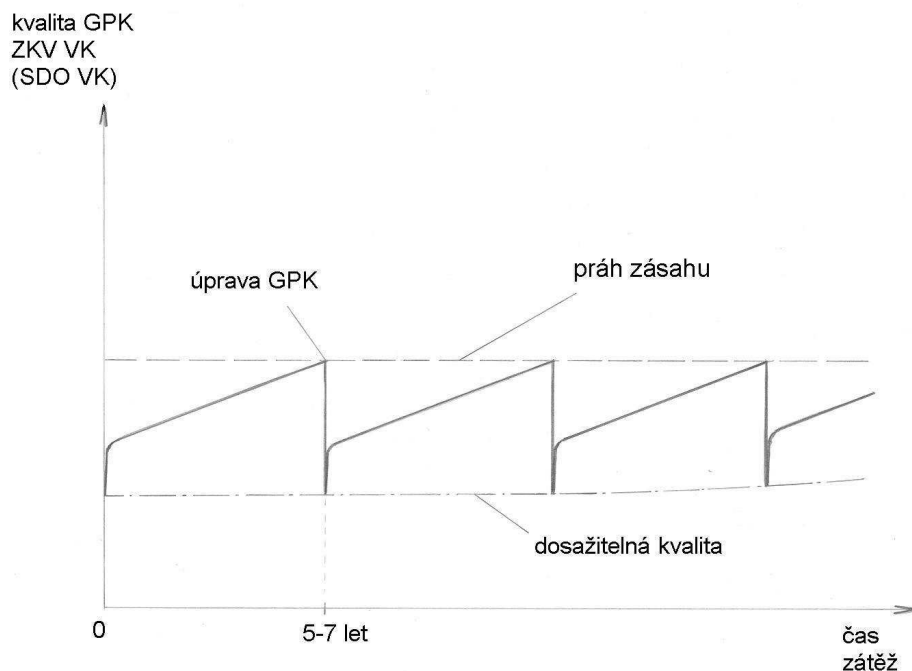 kvalita GPK
ZKV VK
(SDO VK)
úprava GPK
práh zásahu
dosažitelná kvalita
0
5-7 let
čas
zátěž